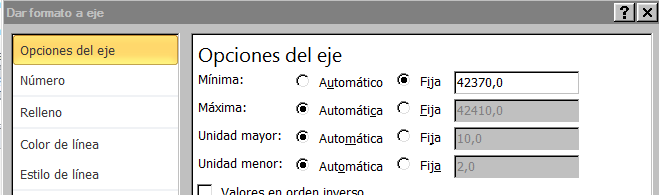 Dar formato a eje
Opciones del eje
Número
Relleno
Color de línea
Estilo de línea
Opciones del eje
Mínima: Automático Fija 42370,0
Máxima: Automática Fija 42410,0
Unidad mayor: Automática Fija 10,0
Unidad menor: Automática Fija 2,0
Valores en orden inverso